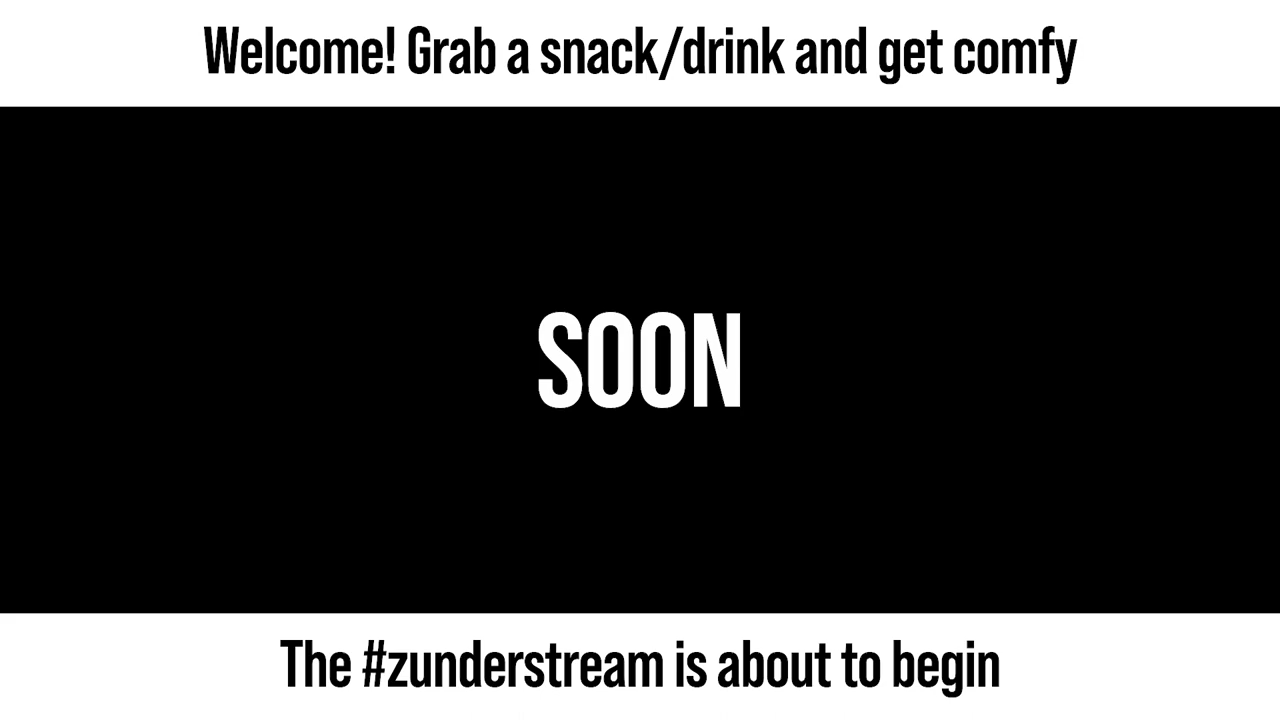 Welcome! Grab a snack/drink and get comfy
SOON
The #zunderstream is about to begin